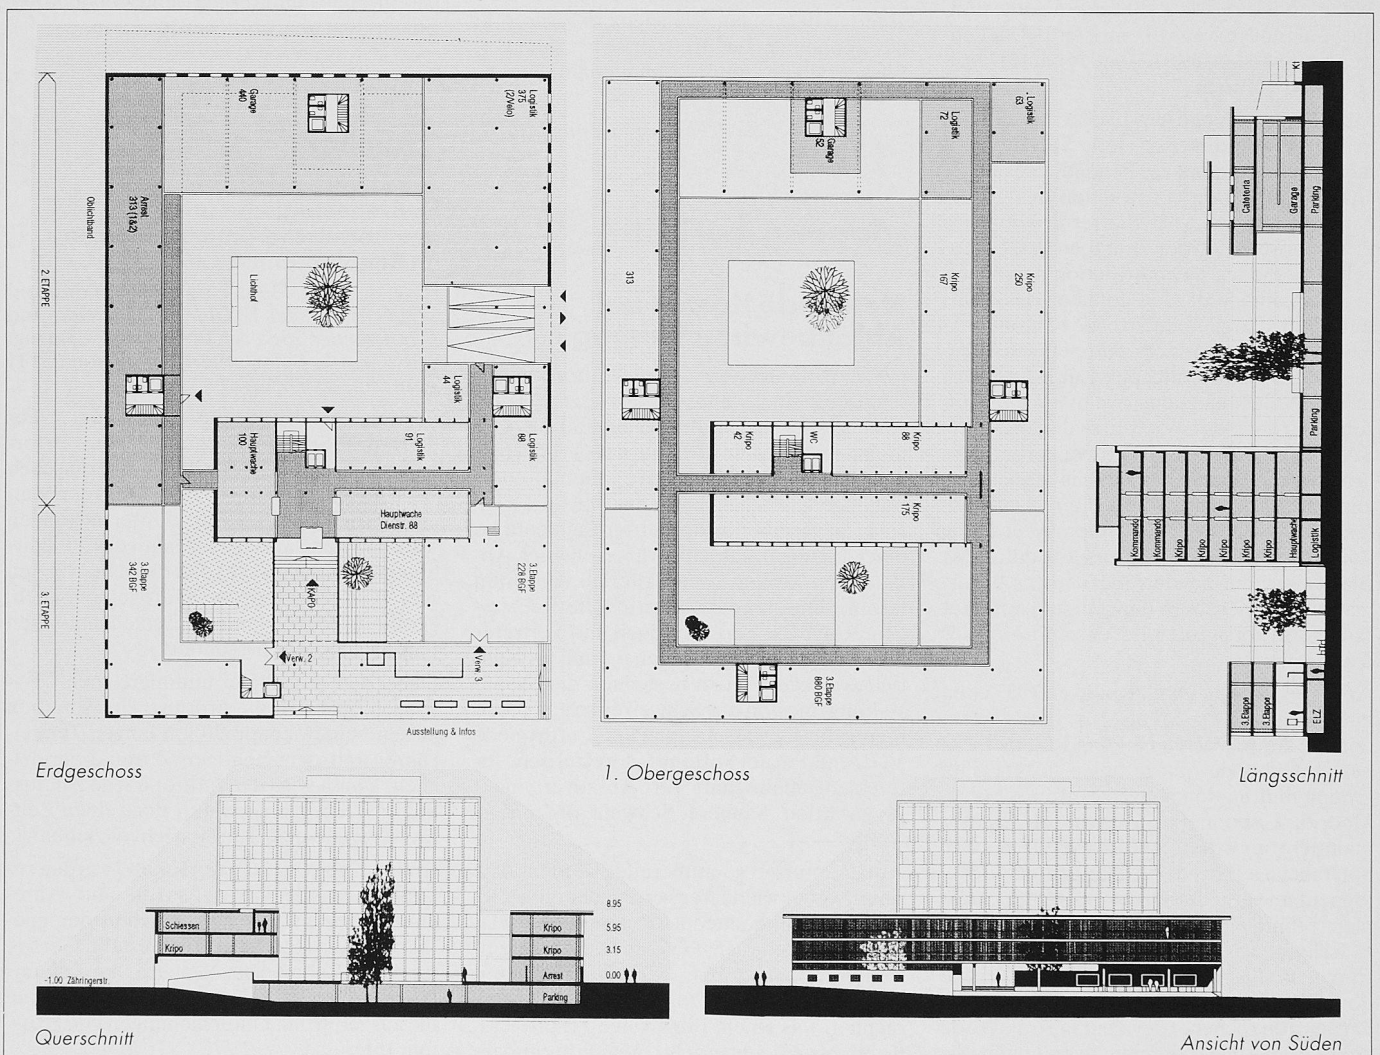 Garage
440
Logistik
375
(2/Velo)
Arrest
313 (1&2)
Oblichtband
2. ETAPPE
Lichthof
Logistik
44
Hauptwache
100
Logistik
91
Logistik
68
Hauptwache
Dienstr. 88
3. Etappe
342 BGF
3. Etappe
228 BGF
3. ETAPPE
KAPO
Verw. 2
Verw. 3
Ausstellung & Infos
Erdgeschoss
Logistik
63
Logistik
72
Garage
52
313
Kripo
167
Kripo
250
Kripo
42
WC
Kripo
88
Kripo
175
3. Etappe
880 BGF
1. Obergeschoss
Cafeteria
Garage
Parking
Parking
Kommando
Kommando
Kripo
Kripo
Kripo
Kripo
Kripo
Hauptwache
Logistik
3. Etappe
3. Etappe
ELZ
Längsschnitt
Schiessen
Kripo
-1.00 Zähringerstr.
Kripo
Kripo
Arrest
Parking
8.95
5.95
3.15
0.00
Querschnitt
Ansicht von Süden